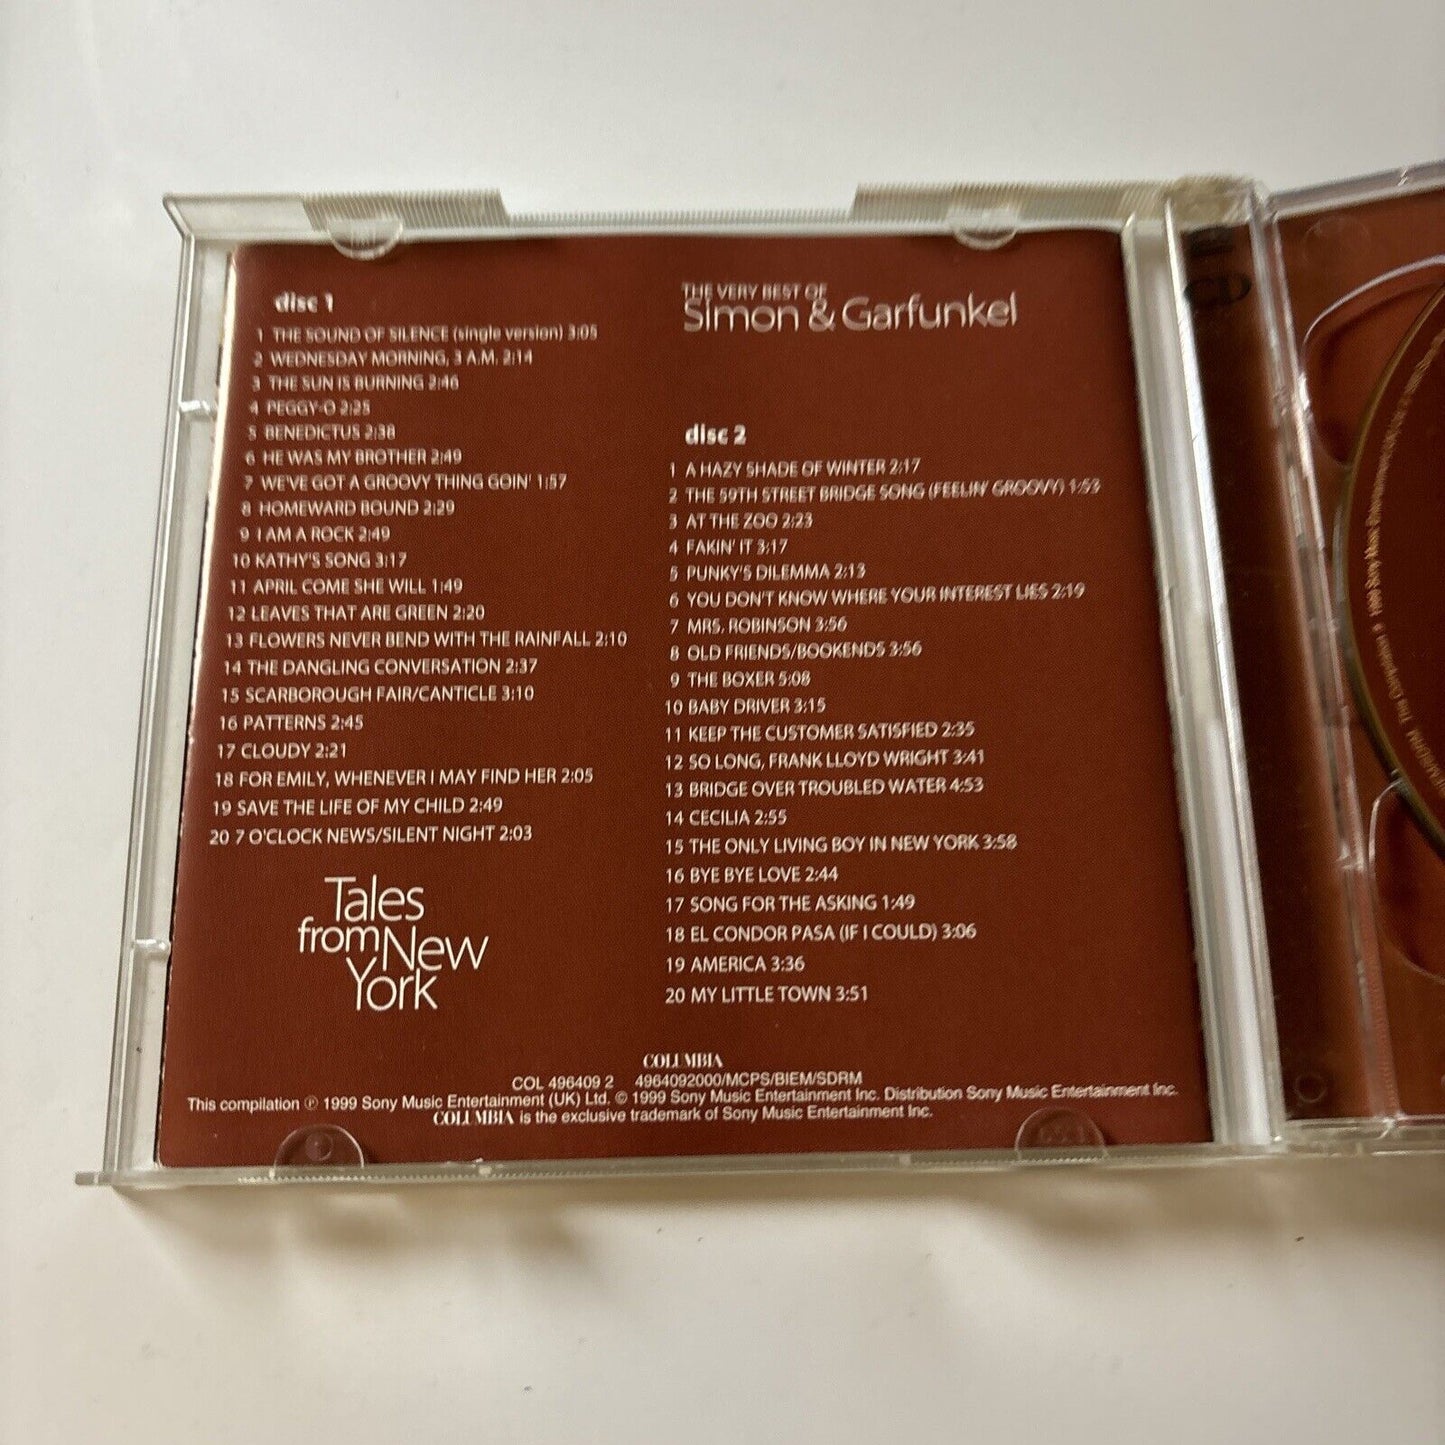 disc 1
1 THE SOUND OF SILENCE (single version) 3:05
2 WEDNESDAY MORNING, 3 A.M. 2:14
3 THE SUN IS BURNING 2:46
4 PEGGY-O 2:25
5 BENEDICTUS 2:38
6 HE WAS MY BROTHER 2:49
7 WE'VE GOT A GROOVY THING GOIN' 1:57
8 HOMEWARD BOUND 2:29
9 I AM A ROCK 2:49
10 KATHY'S SONG 3:17
11 APRIL COME SHE WILL 1:49
12 LEAVES THAT ARE GREEN 2:20
13 FLOWERS NEVER BEND WITH THE RAINFALL 2:10
14 THE DANGLING CONVERSATION 2:37
15 SCARBOROUGH FAIR/CANTICLE 3:10
16 PATTERNS 2:45
17 CLOUDY 2:21
18 FOR EMILY, WHENEVER I MAY FIND HER 2:05
19 SAVE THE LIFE OF MY CHILD 2:49
20 7 O'CLOCK NEWS/SILENT NIGHT 2:03
Tales
from New
York
THE VERY BEST OF
Simon & Garfunkel
disc 2
1 A HAZY SHADE OF WINTER 2:17
2 THE 59TH STREET BRIDGE SONG (FEELIN' GROOVY) 1:53
3 AT THE ZOO 2:23
4 FAKIN' IT 3:17
5 PUNKY'S DILEMMA 2:13
6 YOU DON'T KNOW WHERE YOUR INTEREST LIES 2:19
7 MRS. ROBINSON 3:56
8 OLD FRIENDS/BOOKENDS 3:56
9 THE BOXER 5:08
10 BABY DRIVER 3:15
11 KEEP THE CUSTOMER SATISFIED 2:35
12 SO LONG, FRANK LLOYD WRIGHT 3:41
13 BRIDGE OVER TROUBLED WATER 4:53
14 CECILIA 2:55
15 THE ONLY LIVING BOY IN NEW YORK 3:58
16 BYE BYE LOVE 2:44
17 SONG FOR THE ASKING 1:49
18 EL CONDOR PASA (IF I COULD) 3:06
19 AMERICA 3:36
20 MY LITTLE TOWN 3:51
COLUMBIA
COL 496409 2 4964092000/MCPS/BIEM/SDRM
This compilation ℗ 1999 Sony Music Entertainment (UK) Ltd. © 1999 Sony Music Entertainment Inc. Distribution Sony Music Entertainment Inc.
COLUMBIA is the exclusive trademark of Sony Music Entertainment Inc.
CD